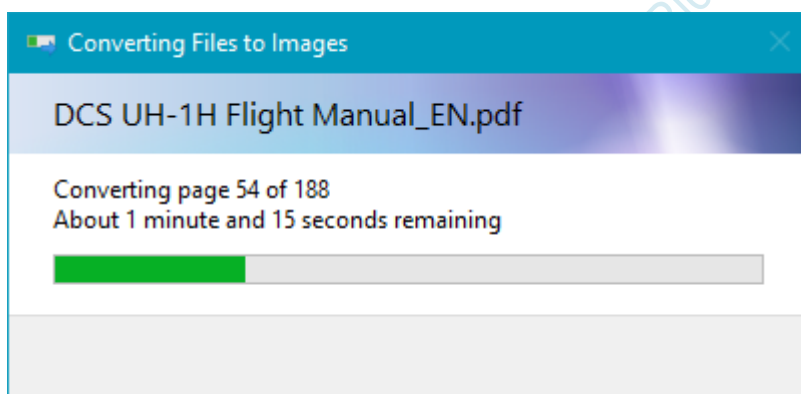 Converting Files to Images
DCS UH-1H Flight Manual_EN.pdf
Converting page 54 of 188
About 1 minute and 15 seconds remaining